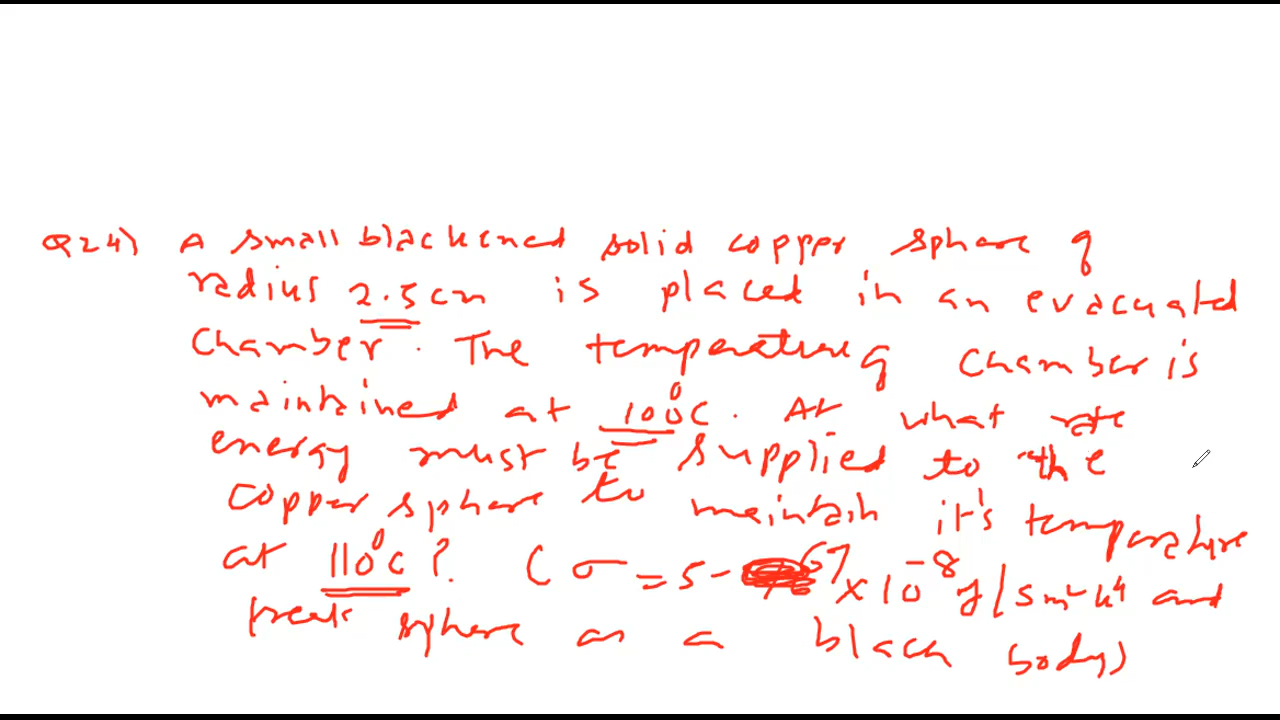 Q24) A small blackened solid copper sphere of
radius 2.5cm is placed in an evacuated
chamber. The temperature of chamber is
maintained at 100°C. At what rate
energy must be supplied to the
copper sphere to maintain it's temperature
at 110°C? (σ = 5.67 × 10⁻⁸ J/s m² k⁴ and
treat sphere as a black body)